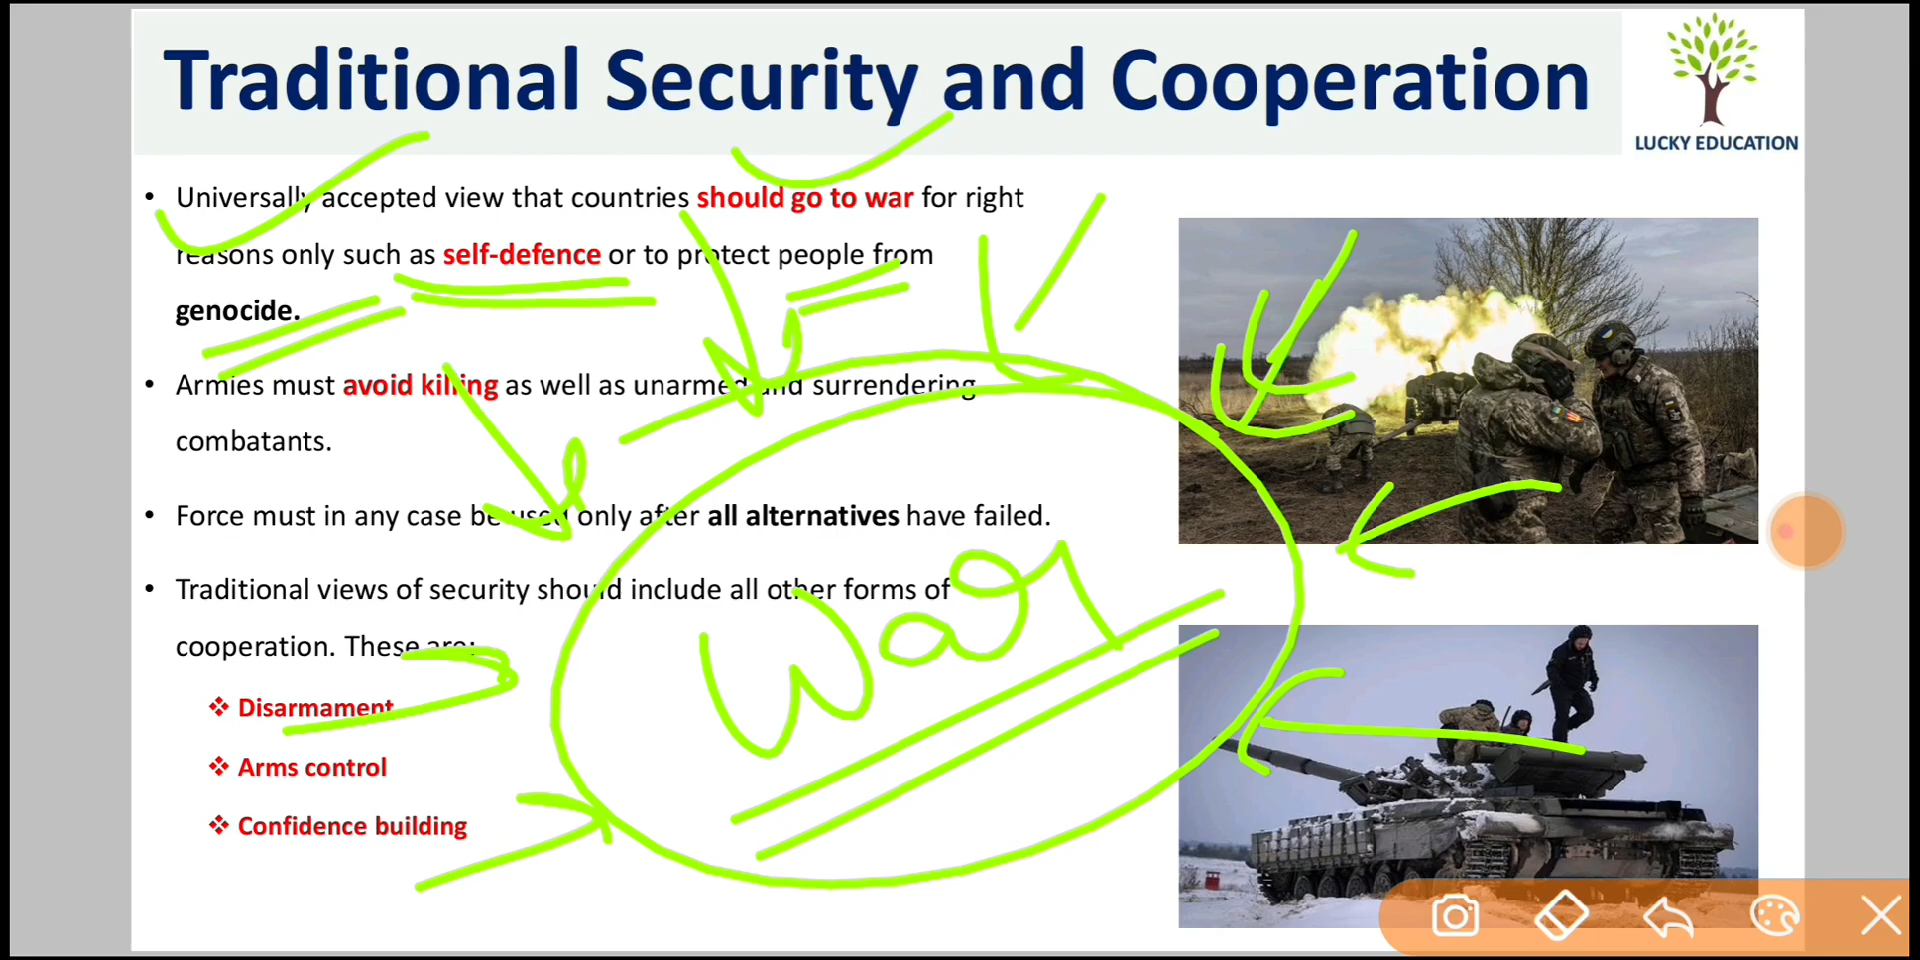 Traditional Security and Cooperation
LUCKY EDUCATION
• Universally accepted view that countries should go to war for right
reasons only such as self-defence or to protect people from
genocide.
• Armies must avoid killing as well as unarmed and surrendering
combatants.
• Force must in any case be used only after all alternatives have failed.
• Traditional views of security should include all other forms of
cooperation. These are:
❖ Disarmament
❖ Arms control
❖ Confidence building
War